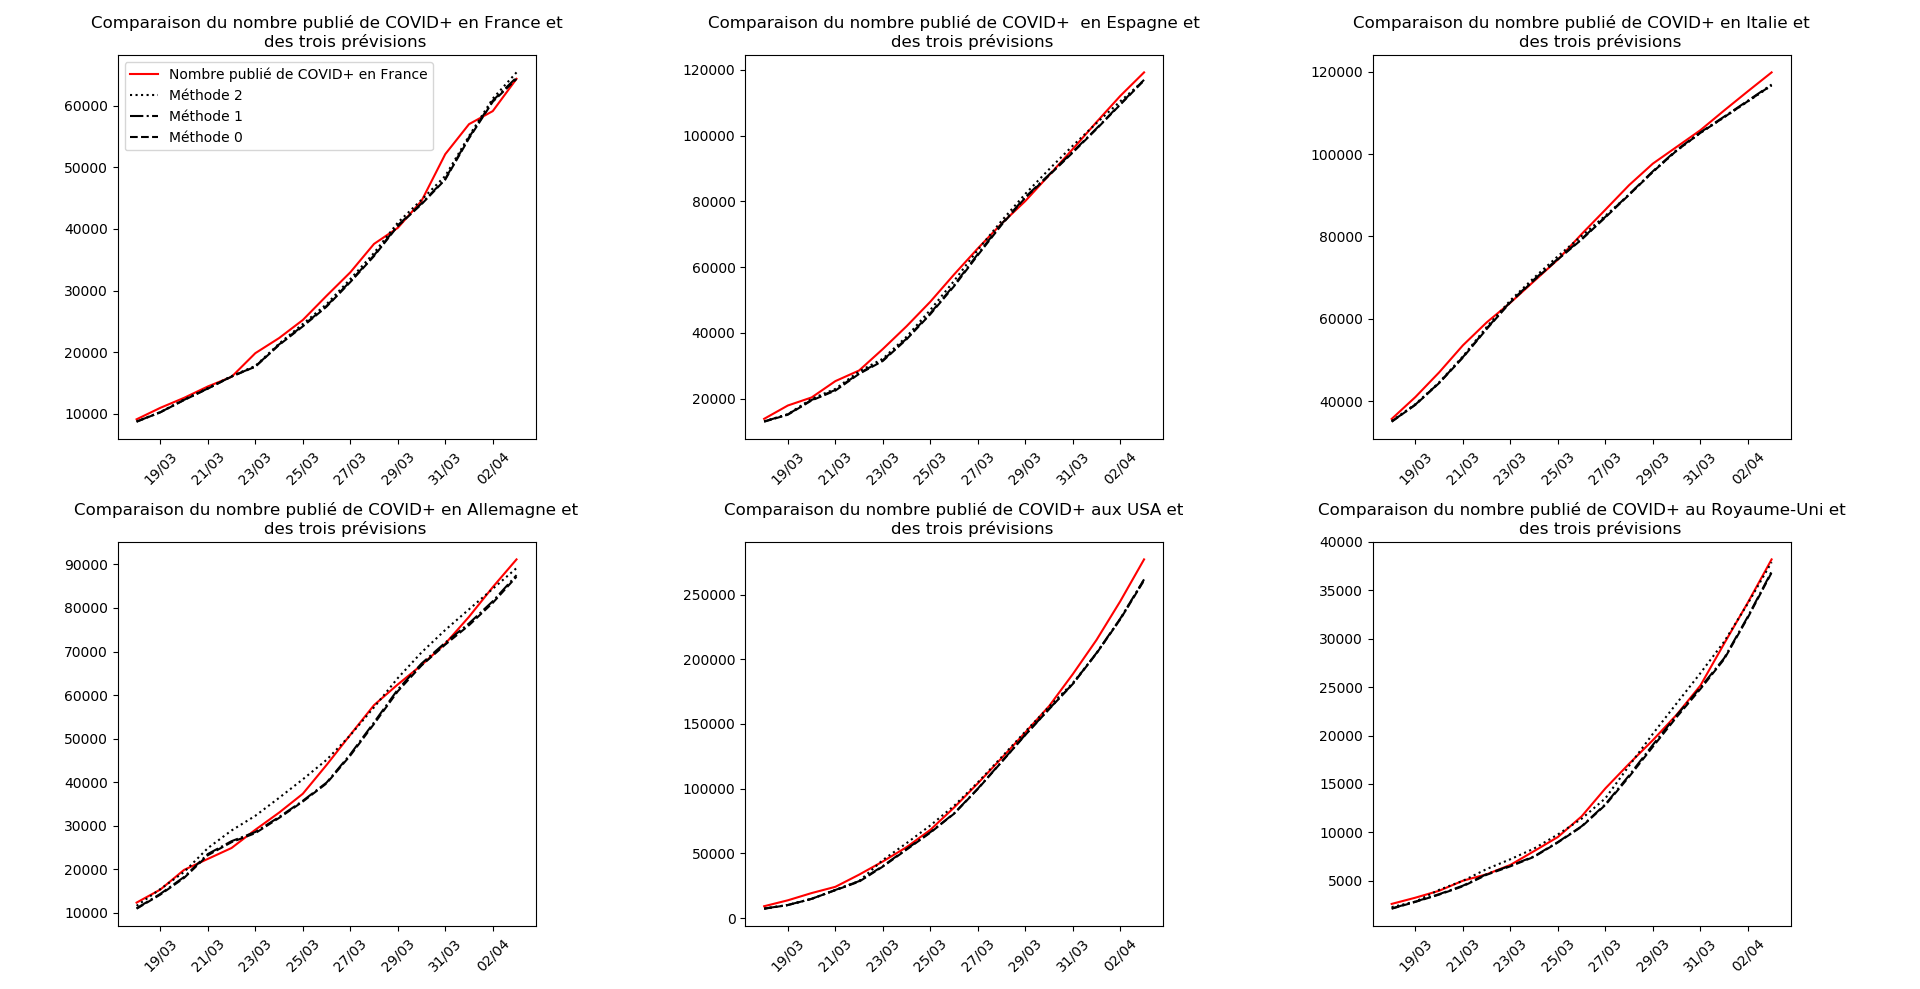 Comparaison du nombre publié de COVID+ en France et
des trois prévisions
Nombre publié de COVID+ en France
Méthode 2
Méthode 1
Méthode 0
60000
50000
40000
30000
20000
10000
19/03 21/03 23/03 25/03 27/03 29/03 31/03 02/04
Comparaison du nombre publié de COVID+  en Espagne et
des trois prévisions
120000
100000
80000
60000
40000
20000
19/03 21/03 23/03 25/03 27/03 29/03 31/03 02/04
Comparaison du nombre publié de COVID+ en Italie et
des trois prévisions
120000
100000
80000
60000
40000
19/03 21/03 23/03 25/03 27/03 29/03 31/03 02/04
Comparaison du nombre publié de COVID+ en Allemagne et
des trois prévisions
90000
80000
70000
60000
50000
40000
30000
20000
10000
19/03 21/03 23/03 25/03 27/03 29/03 31/03 02/04
Comparaison du nombre publié de COVID+ aux USA et
des trois prévisions
250000
200000
150000
100000
50000
0
19/03 21/03 23/03 25/03 27/03 29/03 31/03 02/04
Comparaison du nombre publié de COVID+ au Royaume-Uni et
des trois prévisions
40000
35000
30000
25000
20000
15000
10000
5000
19/03 21/03 23/03 25/03 27/03 29/03 31/03 02/04